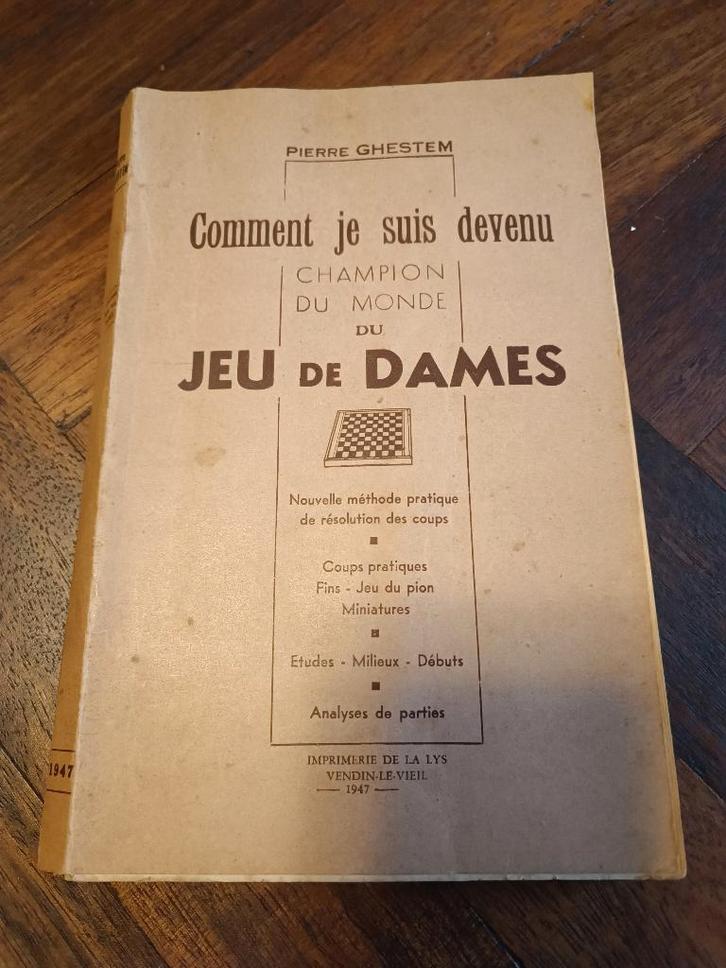 PIERRE GHESTEM
Comment je suis devenu
CHAMPION
DU MONDE
DU
JEU DE DAMES
Nouvelle méthode pratique
de résolution des coups
Coups pratiques
Fins - Jeu du pion
Miniatures
Etudes - Milieux - Débuts
Analyses de parties
IMPRIMERIE DE LA LYS
VENDIN-LE-VIEIL
1947
1947